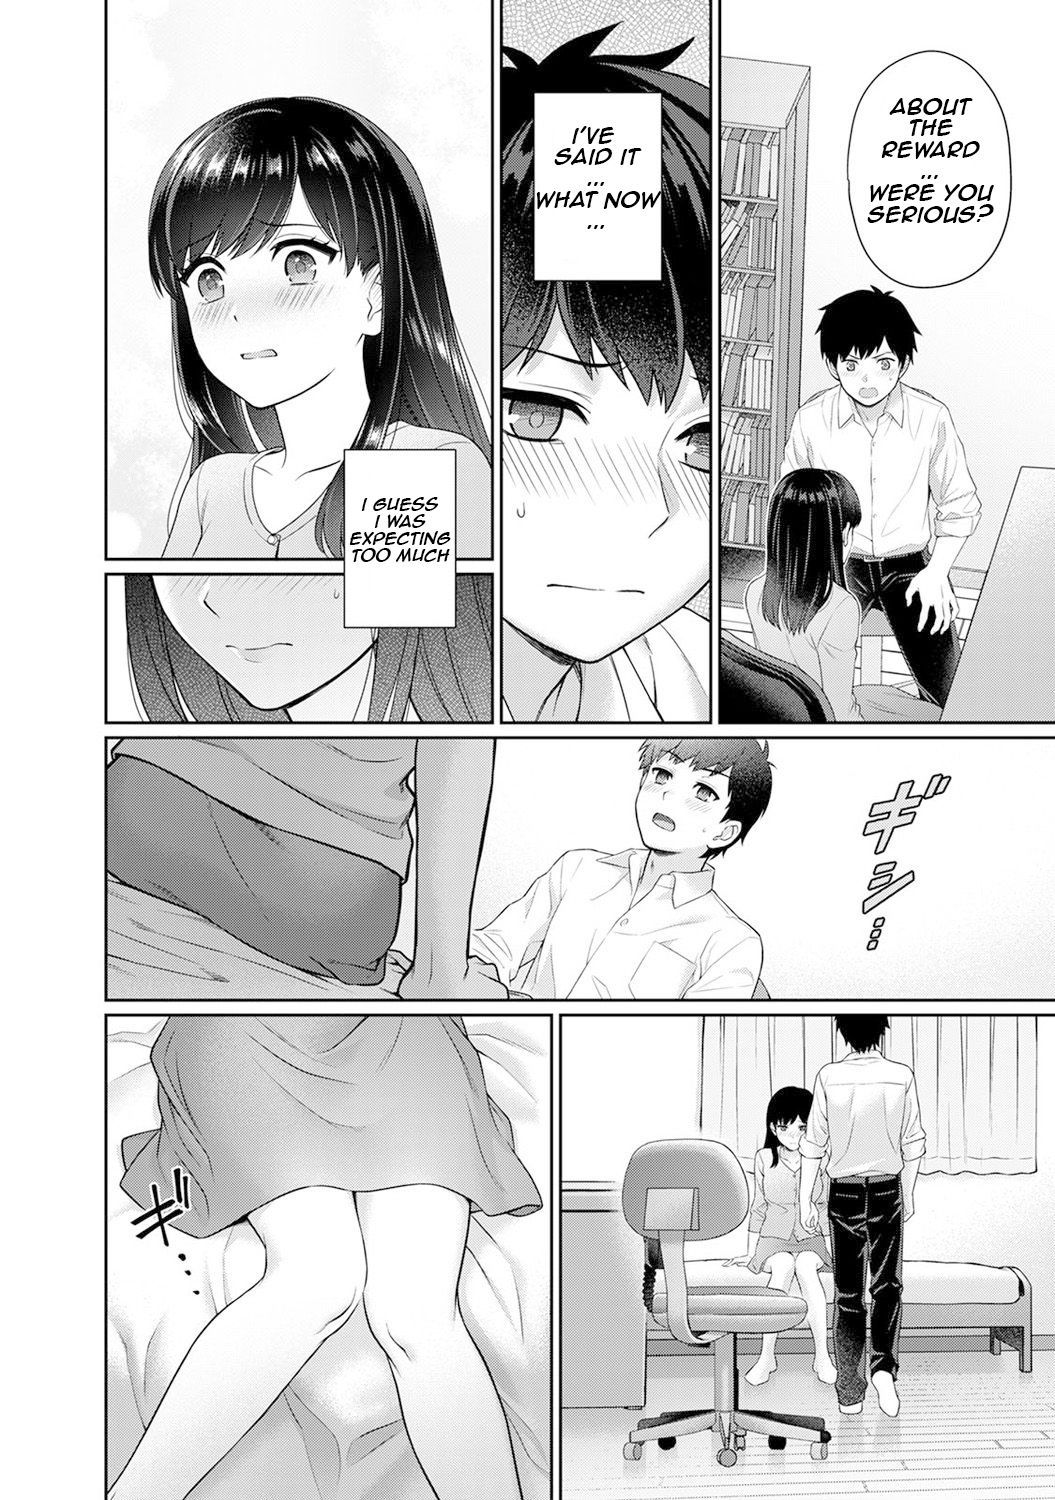 ABOUT
THE
REWARD
...
WERE YOU
SERIOUS?
I'VE
SAID IT
...
WHAT NOW
...
I GUESS
I WAS
EXPECTING
TOO MUCH
ギシ…
ギ…